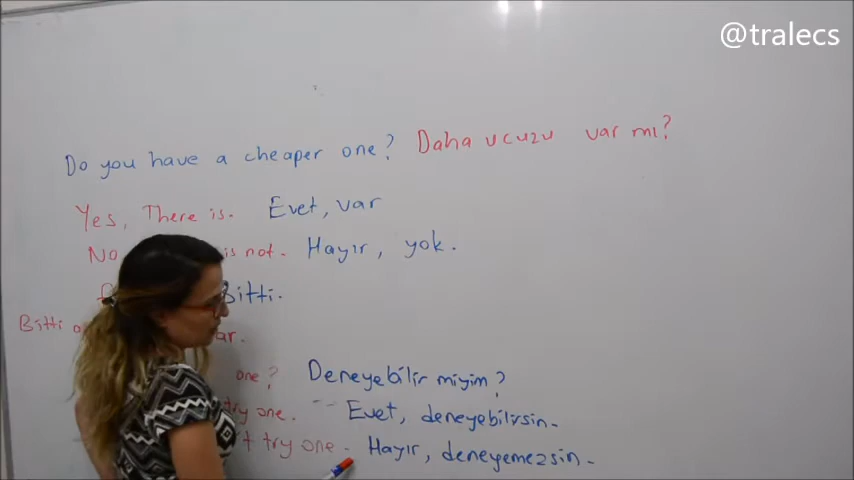 @tralecs
Do you have a cheaper one? Daha ucuzu var mı?
Yes, There is. Evet, var
No is not. Hayır, yok.
Bitti.
Bitti
one? Deneyebilir miyim?
try one. Evet, deneyebilirsin.
try one. Hayır, deneyemezsin.